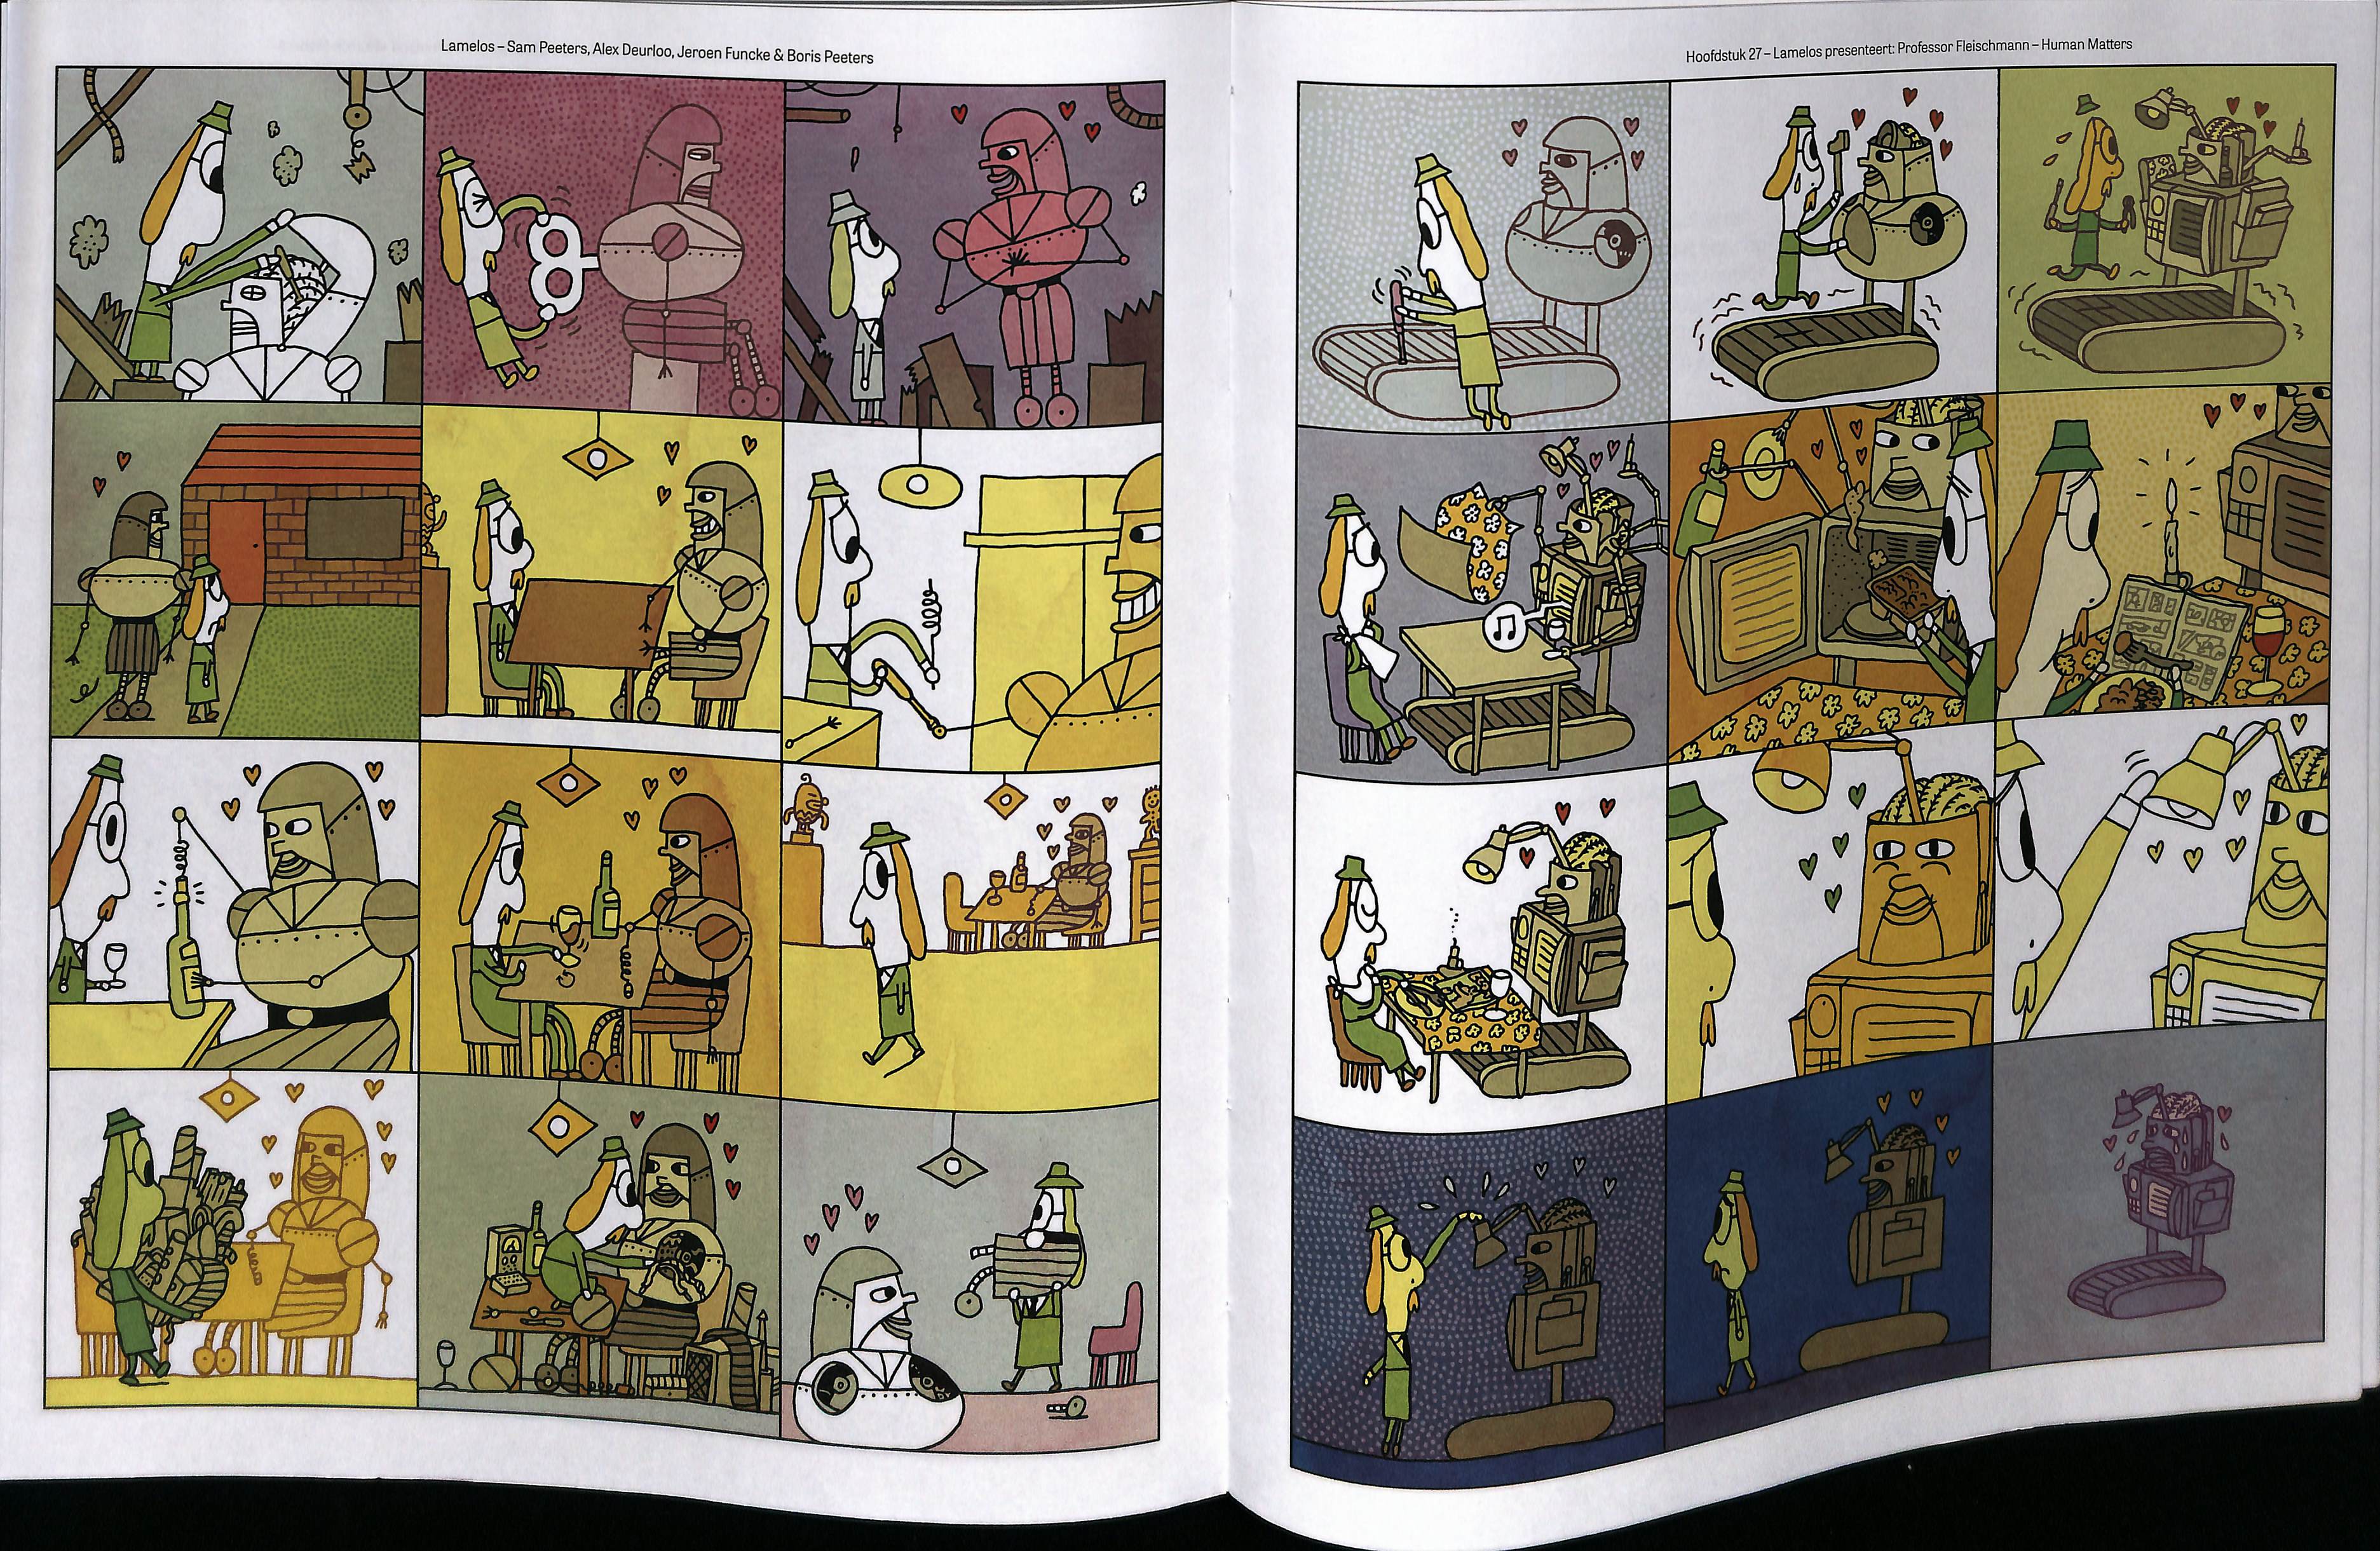 Lamelos – Sam Peeters, Alex Deurloo, Jeroen Funcke & Boris Peeters
Hoofdstuk 27 – Lamelos presenteert: Professor Fleischmann – Human Matters